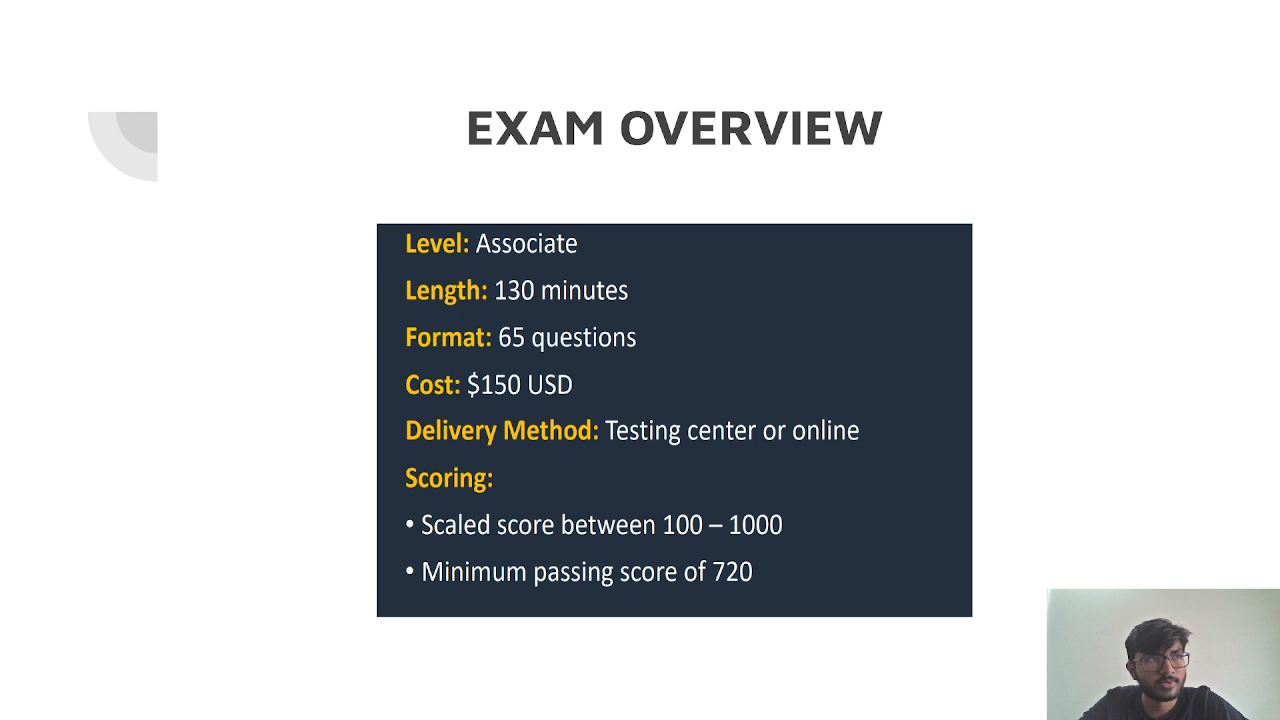 EXAM OVERVIEW
Level: Associate
Length: 130 minutes
Format: 65 questions
Cost: $150 USD
Delivery Method: Testing center or online
Scoring:
• Scaled score between 100 – 1000
• Minimum passing score of 720